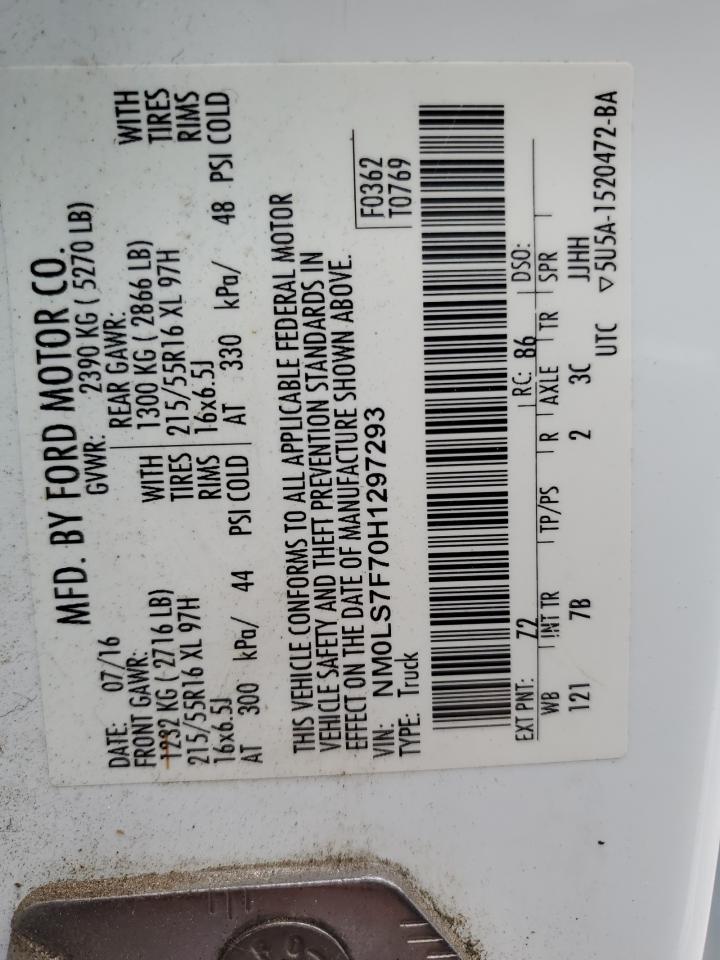 MFD. BY FORD MOTOR CO.
DATE: 07/16
GVWR: 2390 KG ( 5270 LB)
FRONT GAWR:
1232 KG ( 2716 LB) WITH
215/55R16 XL 97H TIRES
16x6.5J RIMS
AT 300 kPa/ 44 PSI COLD
REAR GAWR:
1300 KG ( 2866 LB) WITH
215/55R16 XL 97H TIRES
16x6.5J RIMS
AT 330 kPa/ 48 PSI COLD
THIS VEHICLE CONFORMS TO ALL APPLICABLE FEDERAL MOTOR
VEHICLE SAFETY AND THEFT PREVENTION STANDARDS IN
EFFECT ON THE DATE OF MANUFACTURE SHOWN ABOVE.
VIN: NM0LS7F70H1297293
TYPE: Truck
F0362
T0769
EXT PNT: Z2 RC: 86 DSO:
WB INT TR TP/PS R AXLE TR SPR
121 7B 2 3C JJHH
UTC ▽5U5A-1520472-BA